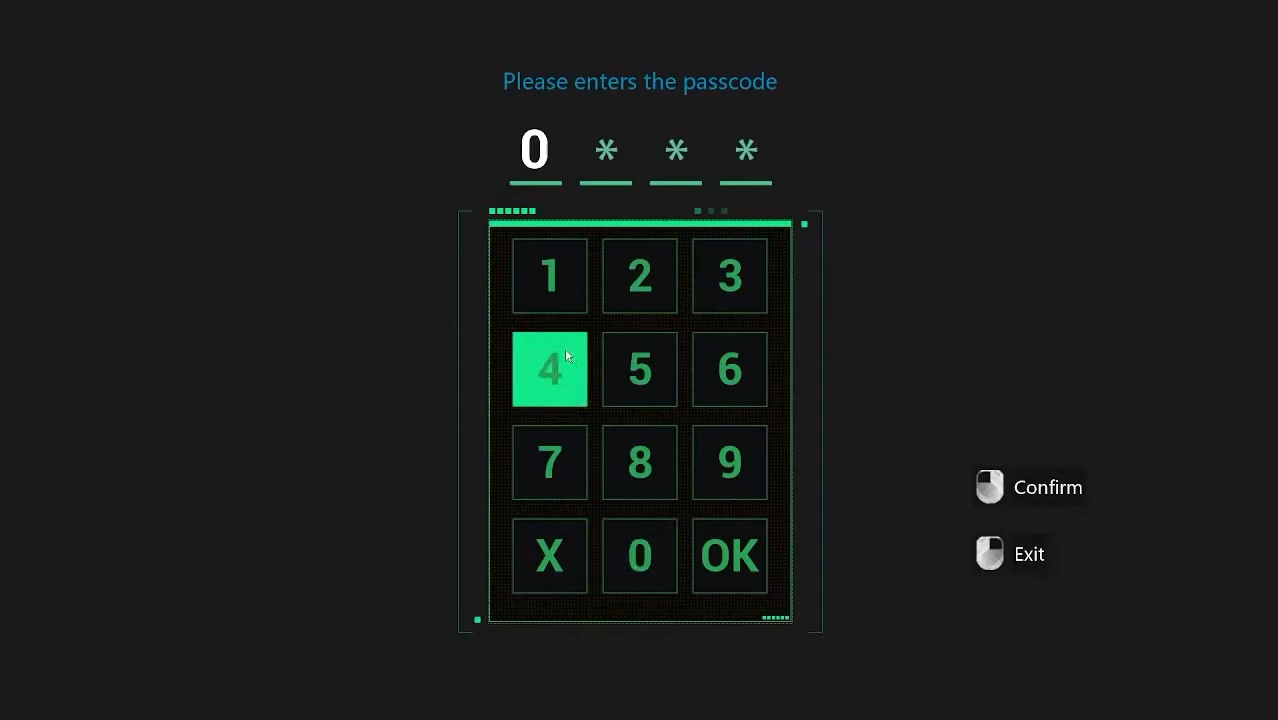 Please enters the passcode
0 * * *
1 2 3
4 5 6
7 8 9
X 0 OK
Confirm
Exit